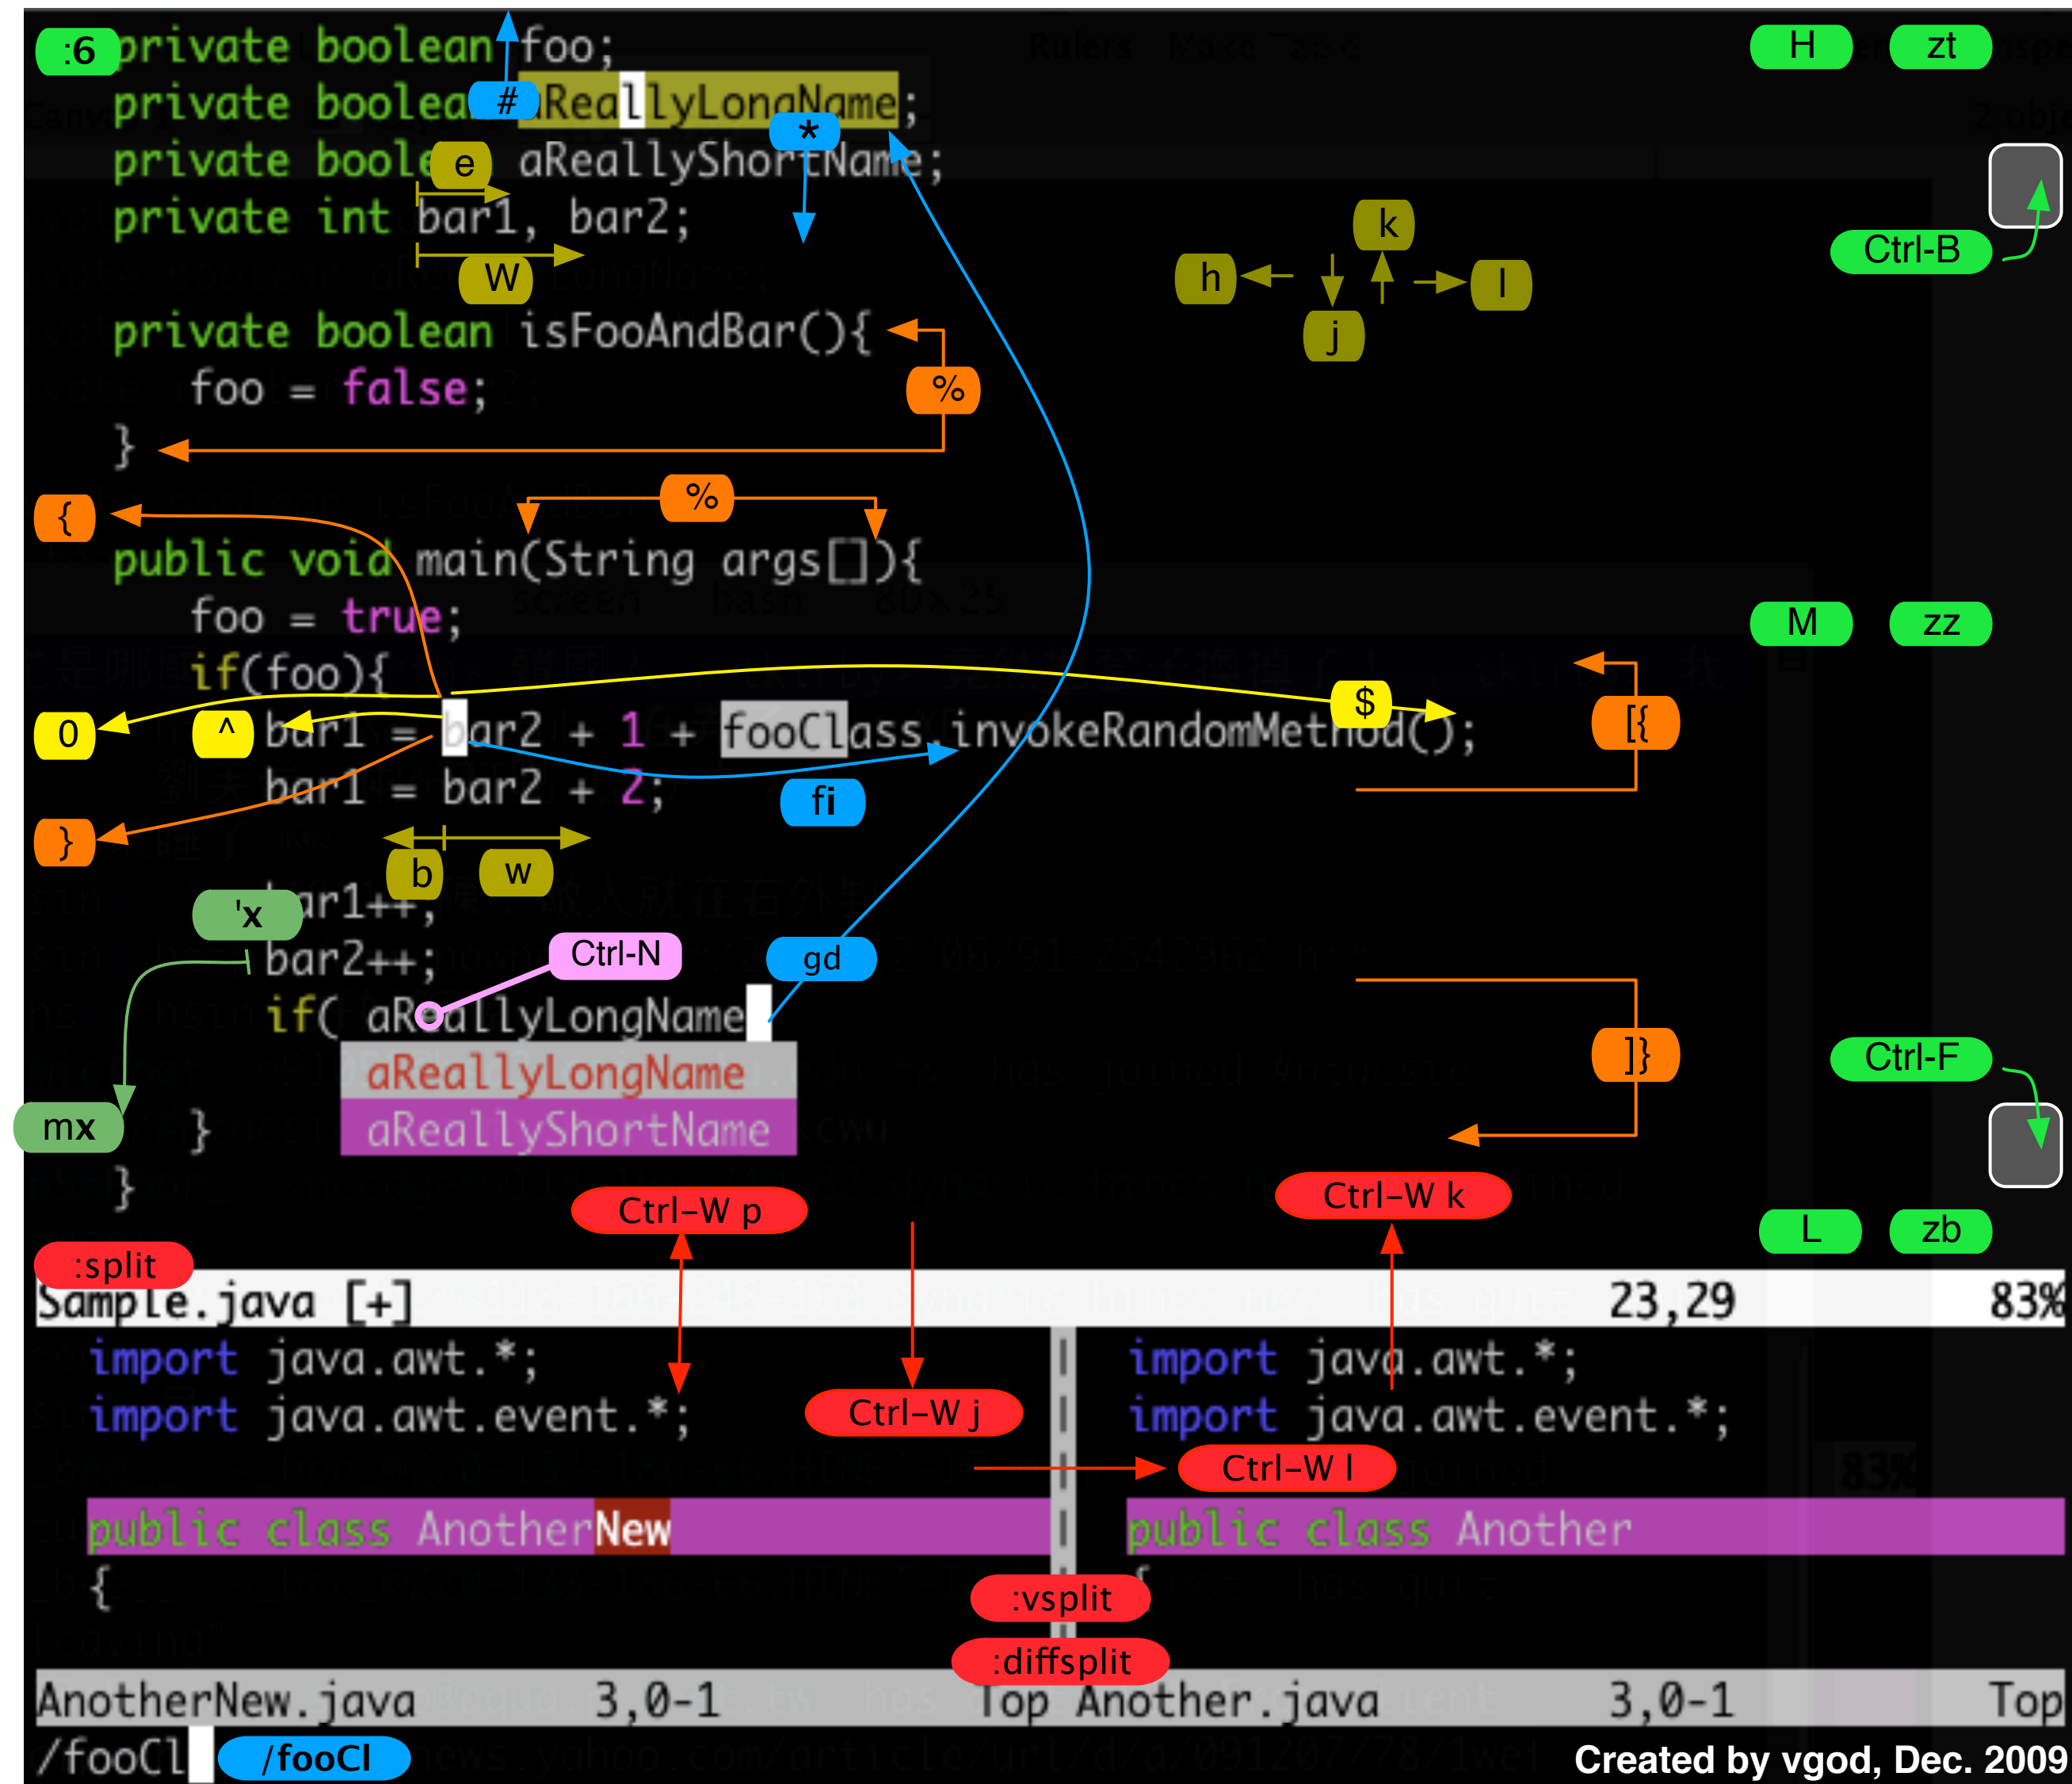 :6 private boolean foo;
H zt
private boolea # aReallyLongName;
*
private boole e aReallyShortName;
private int bar1, bar2;
W
k
h j l
Ctrl-B
private boolean isFooAndBar(){
foo = false;
%
}
%
{
public void main(String args[]){
foo = true;
M zz
if(foo){
0 ^ bar1 = bar2 + 1 + fooClass.invokeRandomMethod();
$
[{
bar1 = bar2 + 2;
fi
}
b w
'x bar1++;
bar2++;
Ctrl-N gd
if( aReallyLongName
aReallyLongName
]} Ctrl-F
mx } aReallyShortName
}
Ctrl-W p Ctrl-W k
L zb
:split
Sample.java [+] 23,29 83%
import java.awt.*; import java.awt.*;
import java.awt.event.*; import java.awt.event.*;
Ctrl-W j
Ctrl-W l
public class AnotherNew public class Another
{ {
:vsplit
:diffsplit
AnotherNew.java 3,0-1 Top Another.java 3,0-1 Top
/fooCl /fooCl
Created by vgod, Dec. 2009